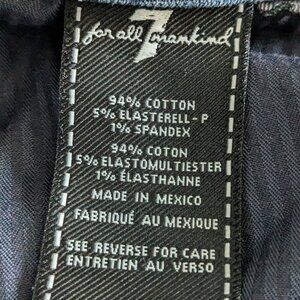 7
for all mankind
94% COTTON
5% ELASTERELL-P
1% SPANDEX
94% COTON
5% ELASTOMULTIESTER
1% ÉLASTHANNE
MADE IN MEXICO
FABRIQUÉ AU MEXIQUE
SEE REVERSE FOR CARE
ENTRETIEN AU VERSO